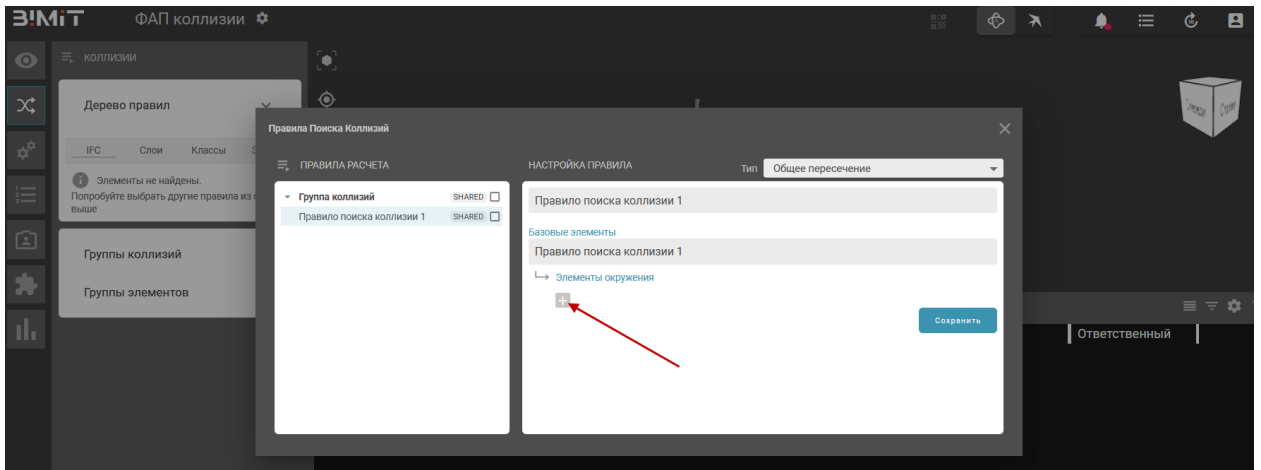 BIMiT
ФАП коллизии
КОЛЛИЗИИ
Дерево правил
IFC Слои Классы
Элементы не найдены.
Попробуйте выбрать другие правила из
выше
Группы коллизий
Группы элементов
Правила Поиска Коллизий
ПРАВИЛА РАСЧЕТА
Группа коллизий SHARED
Правило поиска коллизии 1 SHARED
НАСТРОЙКА ПРАВИЛА Тип Общее пересечение
Правило поиска коллизии 1
Базовые элементы
Правило поиска коллизии 1
Элементы окружения
Сохранить
Ответственный